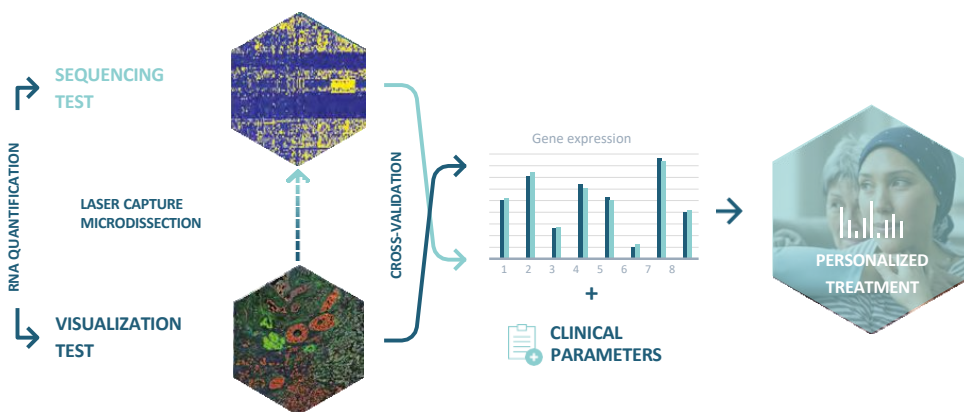 RNA QUANTIFICATION
SEQUENCING
TEST
LASER CAPTURE
MICRODISSECTION
VISUALIZATION
TEST
CROSS-VALIDATION
Gene expression
1 2 3 4 5 6 7 8
+
CLINICAL
PARAMETERS
PERSONALIZED
TREATMENT